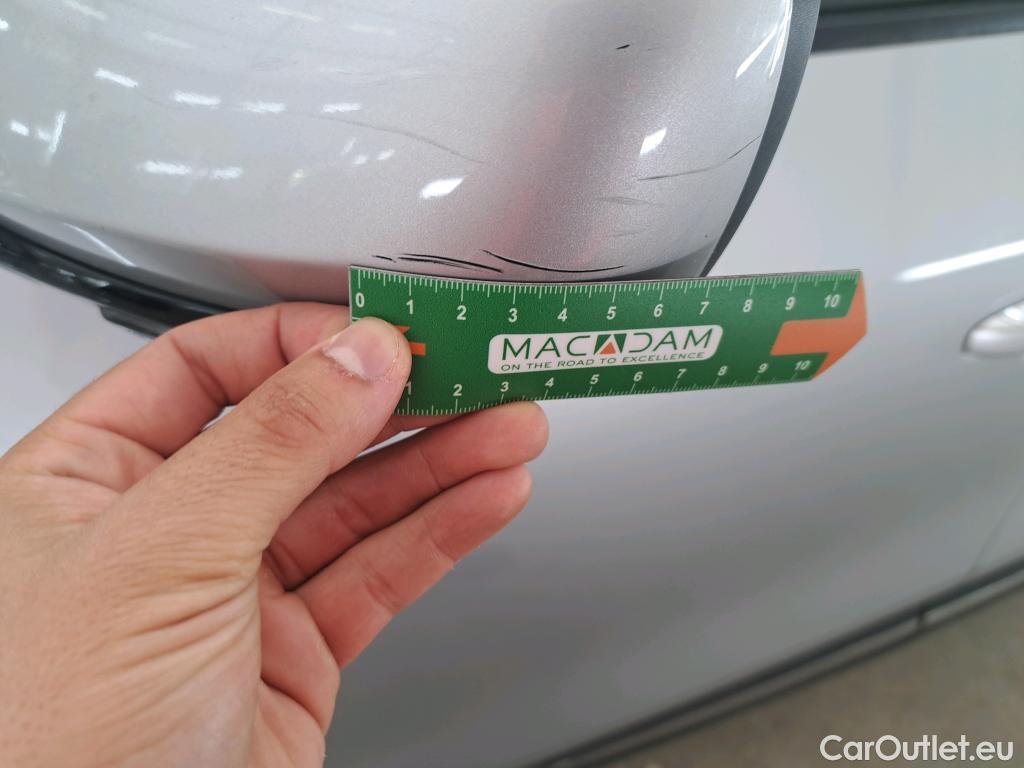 0 1 2 3 4 5 6 7 8 9 10
MACADAM
ON THE ROAD TO EXCELLENCE
1 2 3 4 5 6 7 8 9 10
CarOutlet.eu